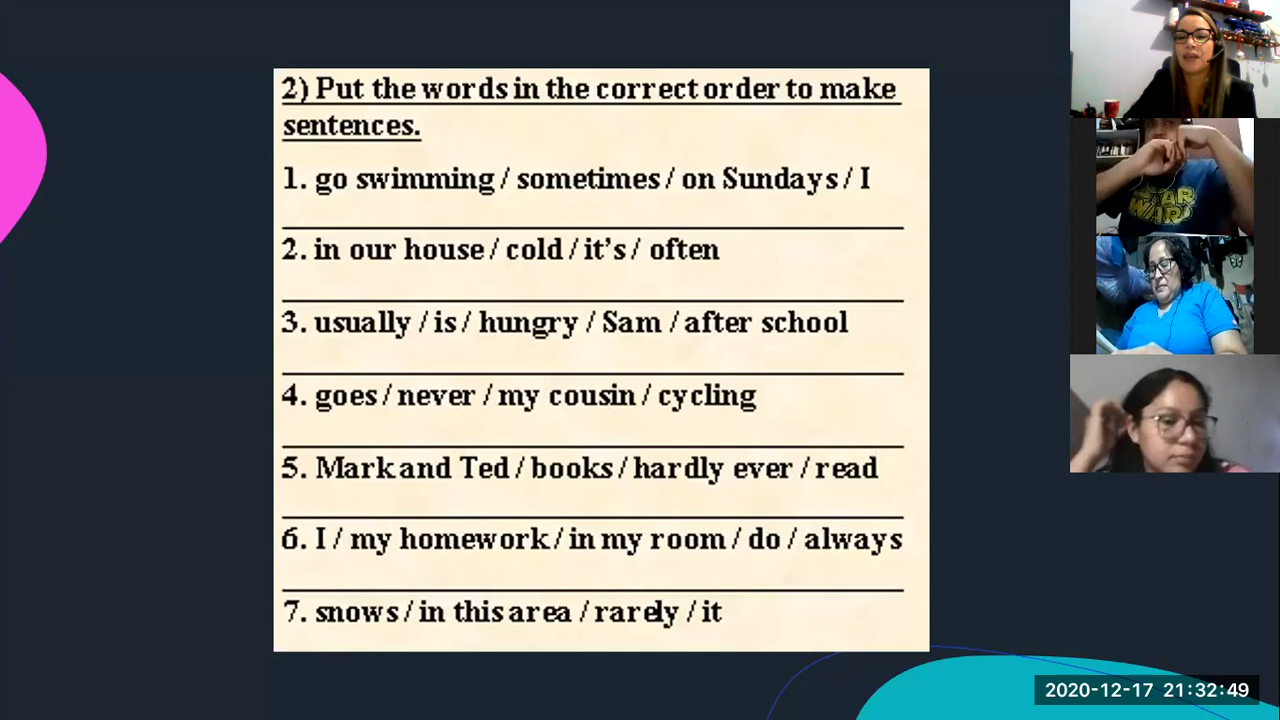 2) Put the words in the correct order to make
sentences.
1. go swimming / sometimes / on Sundays / I
2. in our house / cold / it's / often
3. usually / is / hungry / Sam / after school
4. goes / never / my cousin / cycling
5. Mark and Ted / books / hardly ever / read
6. I / my homework / in my room / do / always
7. snows / in this area / rarely / it
STAR
WARS
2020-12-17 21:32:49